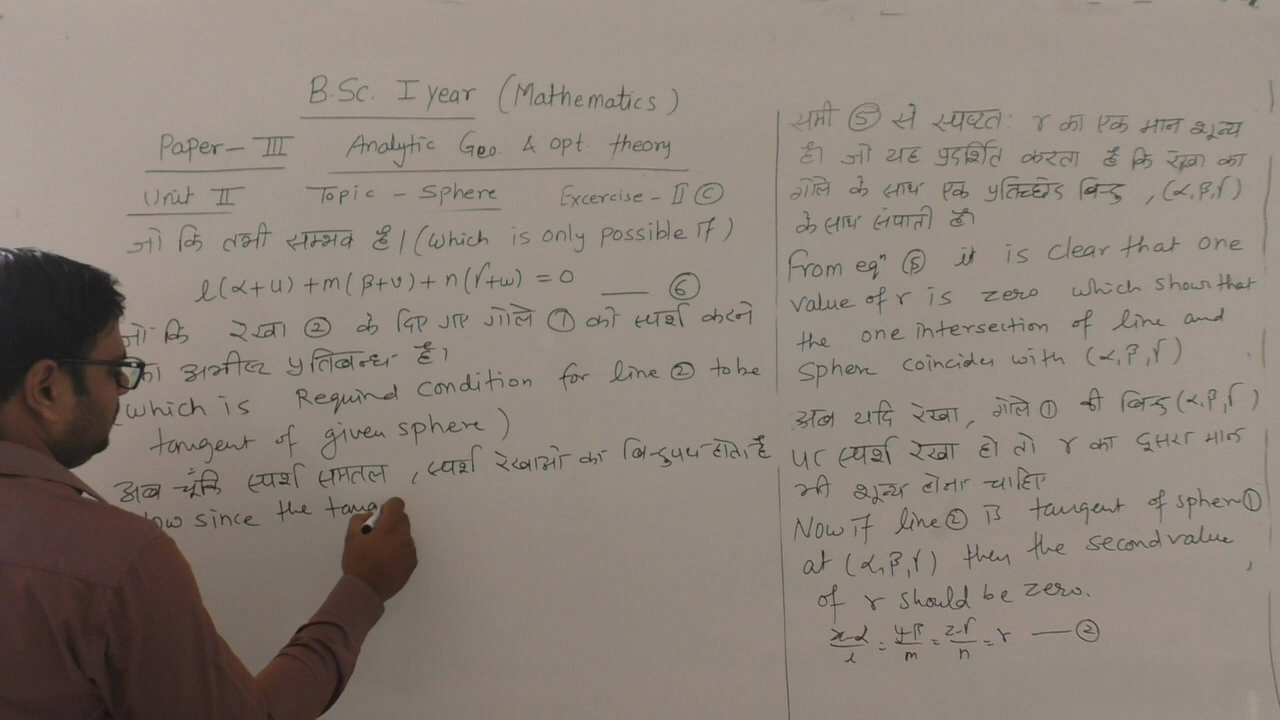 B.Sc. I year (Mathematics)
Paper - III Analytic Geo. & opt. theory
Unit II Topic - Sphere Excercise - II (C)
जो कि तभी सम्भव है। (which is only possible if)
l(α+u) + m(β+v) + n(γ+w) = 0 —— ⑥
जो कि रेखा ② के दिए गए गोले ① को स्पर्श करने
का अभीष्ट प्रतिबन्ध है।
(which is Required condition for line ② to be
tangent of given sphere)
अब चूँकि स्पर्श समतल, स्पर्श रेखाओं का बिन्दुपथ होता है
Now since the tang
समी ⑤ से स्पष्टतः r का एक मान शून्य
है। जो यह प्रदर्शित करता है कि रेखा का
गोले के साथ एक प्रतिच्छेद बिन्दु, (α,β,γ)
के साथ संपाती है।
From eqⁿ ⑤ it is clear that one
value of r is zero which show that
the one intersection of line and
sphere coincides with (α,β,γ)
अब यदि रेखा, गोले ① की बिन्दु (α,β,γ)
पर स्पर्श रेखा हो तो r का दूसरा मान
भी शून्य होना चाहिए
Now if line ② is tangent of sphere ①
at (α,β,γ) then the second value
of r should be zero.
(x-α)/l = (y-β)/m = (z-γ)/n = r —— ②